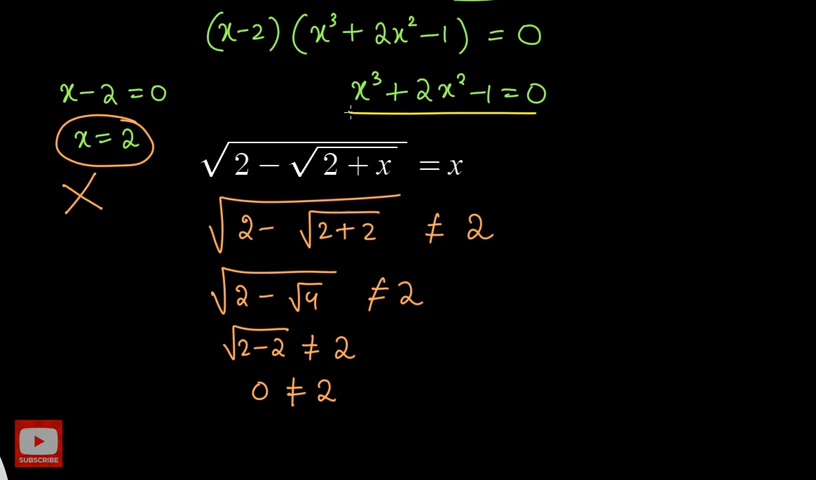 (x-2) (x³ + 2x² - 1) = 0
x - 2 = 0
x³ + 2x² - 1 = 0
x = 2
√(2 − √(2 + x)) = x
√(2 - √(2+2)) ≠ 2
√(2 - √4) ≠ 2
√(2-2) ≠ 2
0 ≠ 2
SUBSCRIBE